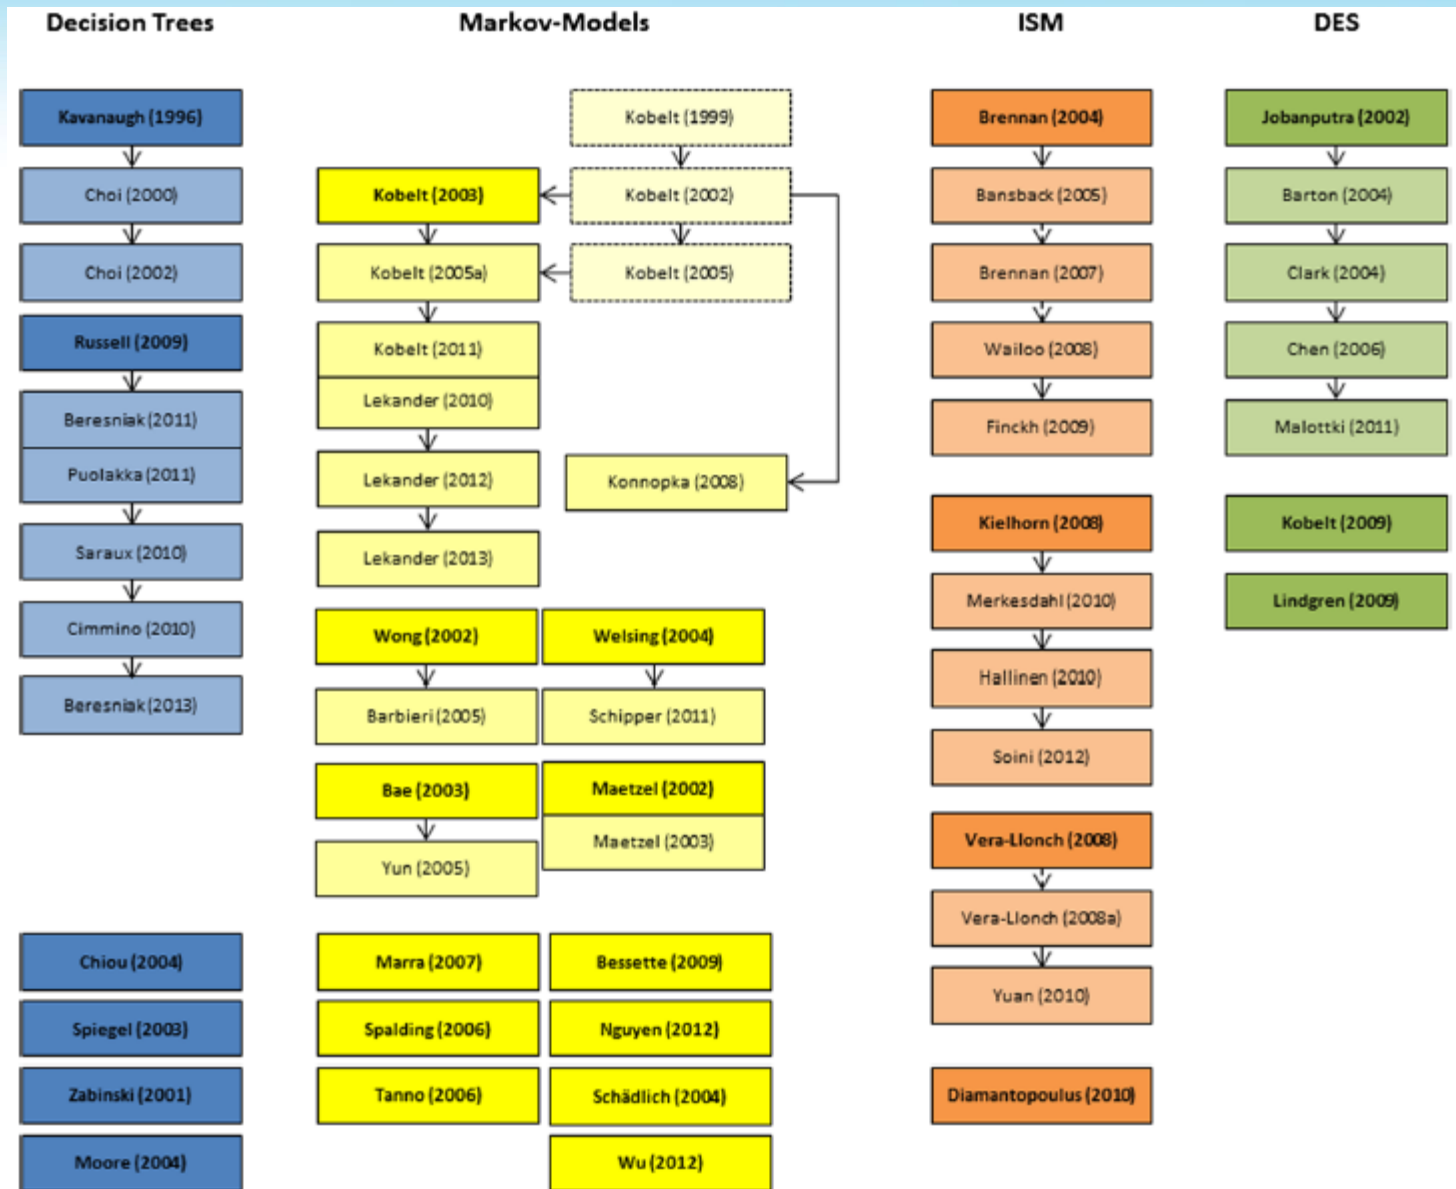 Decision Trees
Markov-Models
ISM
DES
Kavanaugh (1996)
Choi (2000)
Choi (2002)
Russell (2009)
Beresniak (2011)
Puolakka (2011)
Saraux (2010)
Cimmino (2010)
Beresniak (2013)
Chiou (2004)
Spiegel (2003)
Zabinski (2001)
Moore (2004)
Kobelt (1999)
Kobelt (2003)
Kobelt (2002)
Kobelt (2005a)
Kobelt (2005)
Kobelt (2011)
Lekander (2010)
Lekander (2012)
Konnopka (2008)
Lekander (2013)
Wong (2002)
Welsing (2004)
Barbieri (2005)
Schipper (2011)
Bae (2003)
Maetzel (2002)
Maetzel (2003)
Yun (2005)
Marra (2007)
Bessette (2009)
Spalding (2006)
Nguyen (2012)
Tanno (2006)
Schädlich (2004)
Wu (2012)
Brennan (2004)
Bansback (2005)
Brennan (2007)
Wailoo (2008)
Finckh (2009)
Kielhorn (2008)
Merkesdahl (2010)
Hallinen (2010)
Soini (2012)
Vera-Llonch (2008)
Vera-Llonch (2008a)
Yuan (2010)
Diamantopoulus (2010)
Jobanputra (2002)
Barton (2004)
Clark (2004)
Chen (2006)
Malottki (2011)
Kobelt (2009)
Lindgren (2009)